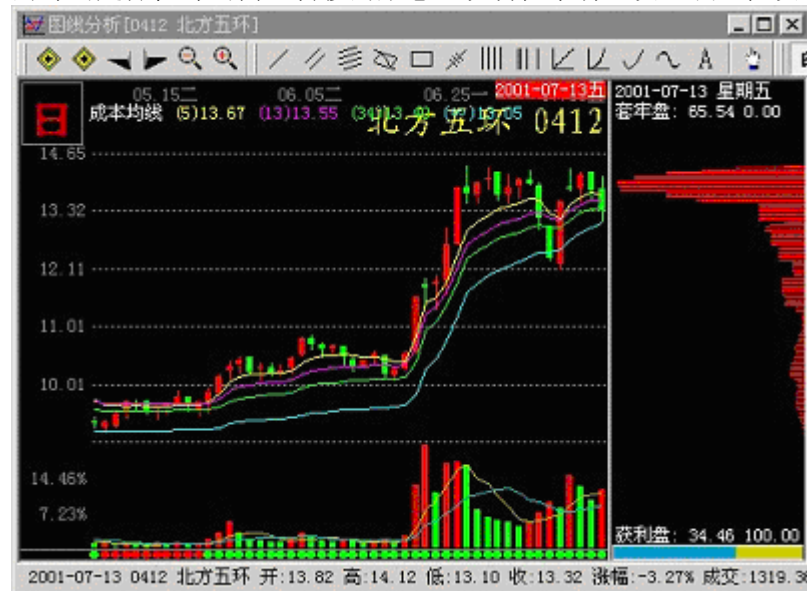 图线分析[0412 北方五环]
05.15二 06.05二 06.25一 2001-07-13五
2001-07-13 星期五
日
成本均线 (5)13.67 (13)13.55
北方五环 0412
套牢盘: 65.54 0.00
14.65
13.32
12.11
11.01
10.01
14.46%
7.23%
获利盘: 34.46 100.00
2001-07-13 0412 北方五环 开:13.82 高:14.12 低:13.10 收:13.32 涨幅:-3.27% 成交:1319.3